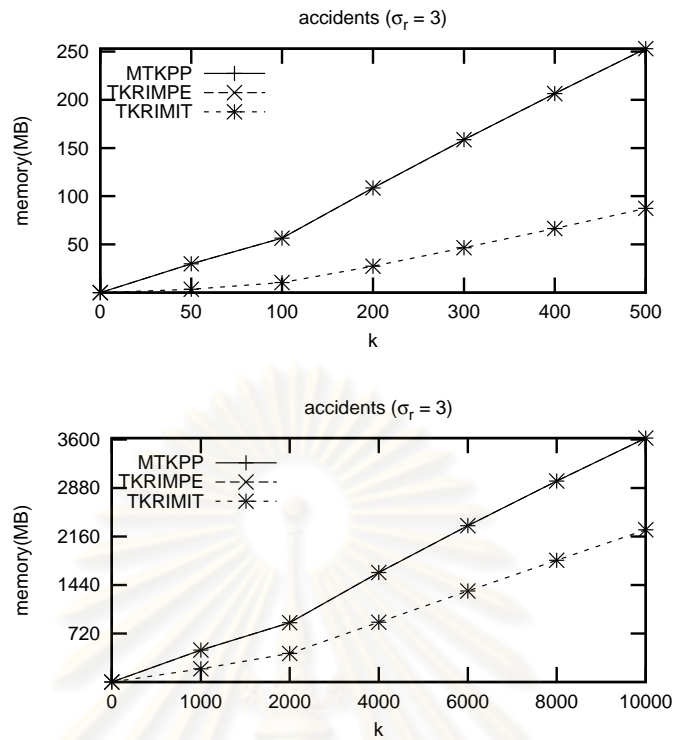 accidents (σr = 3)
250
200
150
100
50
memory(MB)
MTKPP
TKRIMPE
TKRIMIT
0 50 100 200 300 400 500
k
accidents (σr = 3)
3600
2880
2160
1440
720
memory(MB)
MTKPP
TKRIMPE
TKRIMIT
0 1000 2000 4000 6000 8000 10000
k